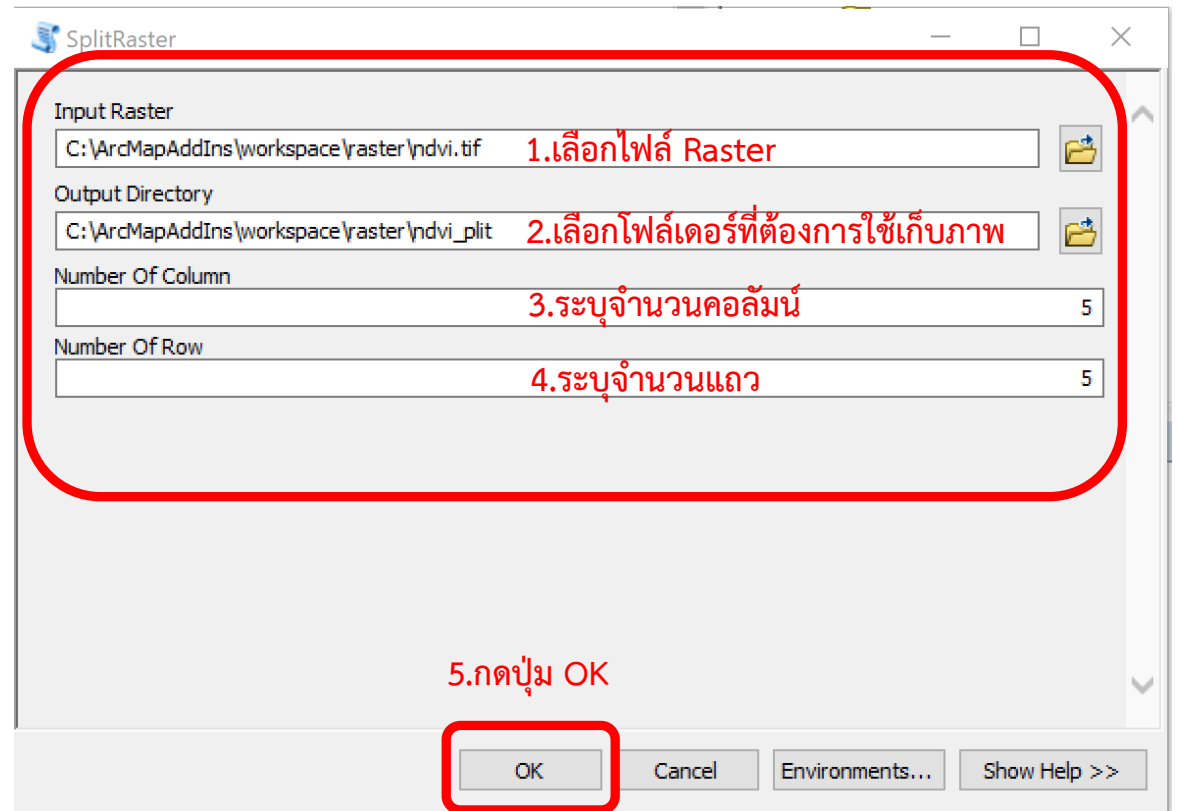 SplitRaster
Input Raster
C:\ArcMapAddIns\workspace\raster\ndvi.tif 1.เลือกไฟล์ Raster
Output Directory
C:\ArcMapAddIns\workspace\raster\ndvi_plit 2.เลือกโฟล์เดอร์ที่ต้องการใช้เก็บภาพ
Number Of Column
3.ระบุจำนวนคอลัมน์ 5
Number Of Row
4.ระบุจำนวนแถว 5
5.กดปุ่ม OK
OK Cancel Environments... Show Help >>